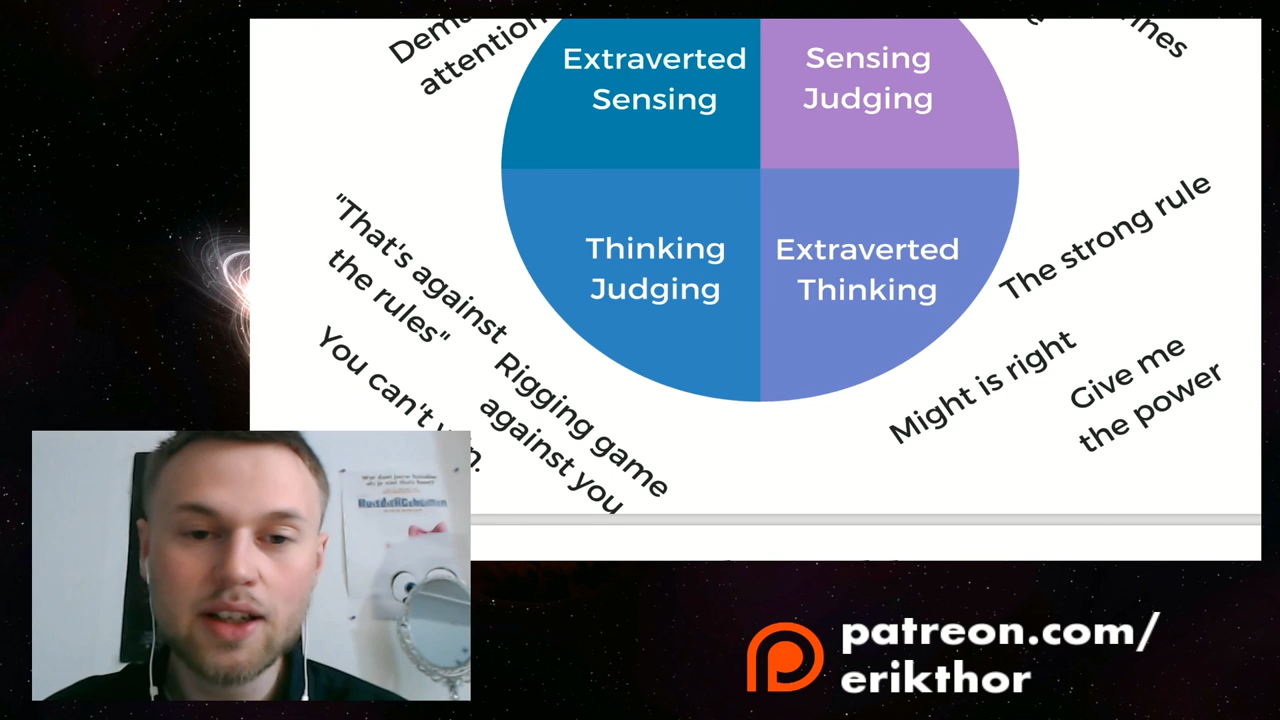 attention
Extraverted
Sensing
Sensing
Judging
"That's against
the rules"
You can't
Rigging game
against you
Thinking
Judging
Extraverted
Thinking
The strong rule
Might is right
Give me
the power
patreon.com/
erikthor